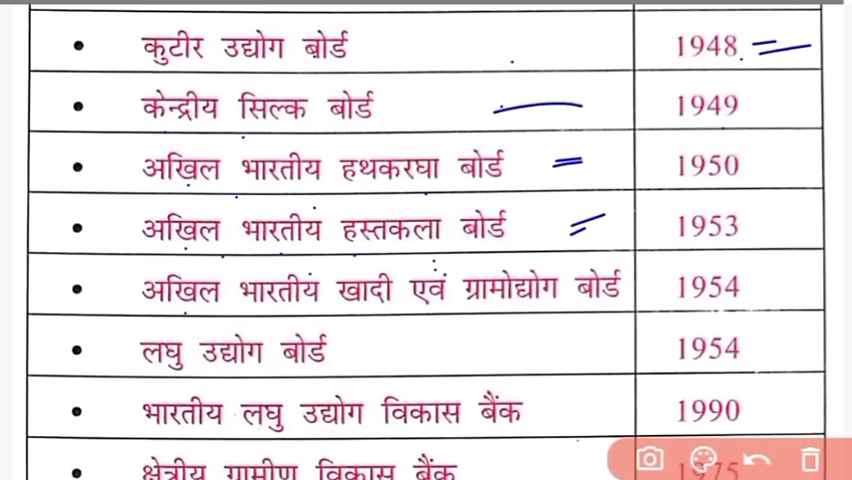 • कुटीर उद्योग बोर्ड 1948
• केन्द्रीय सिल्क बोर्ड 1949
• अखिल भारतीय हथकरघा बोर्ड 1950
• अखिल भारतीय हस्तकला बोर्ड 1953
• अखिल भारतीय खादी एवं ग्रामोद्योग बोर्ड 1954
• लघु उद्योग बोर्ड 1954
• भारतीय लघु उद्योग विकास बैंक 1990
• क्षेत्रीय ग्रामीण विकास बैंक 1975